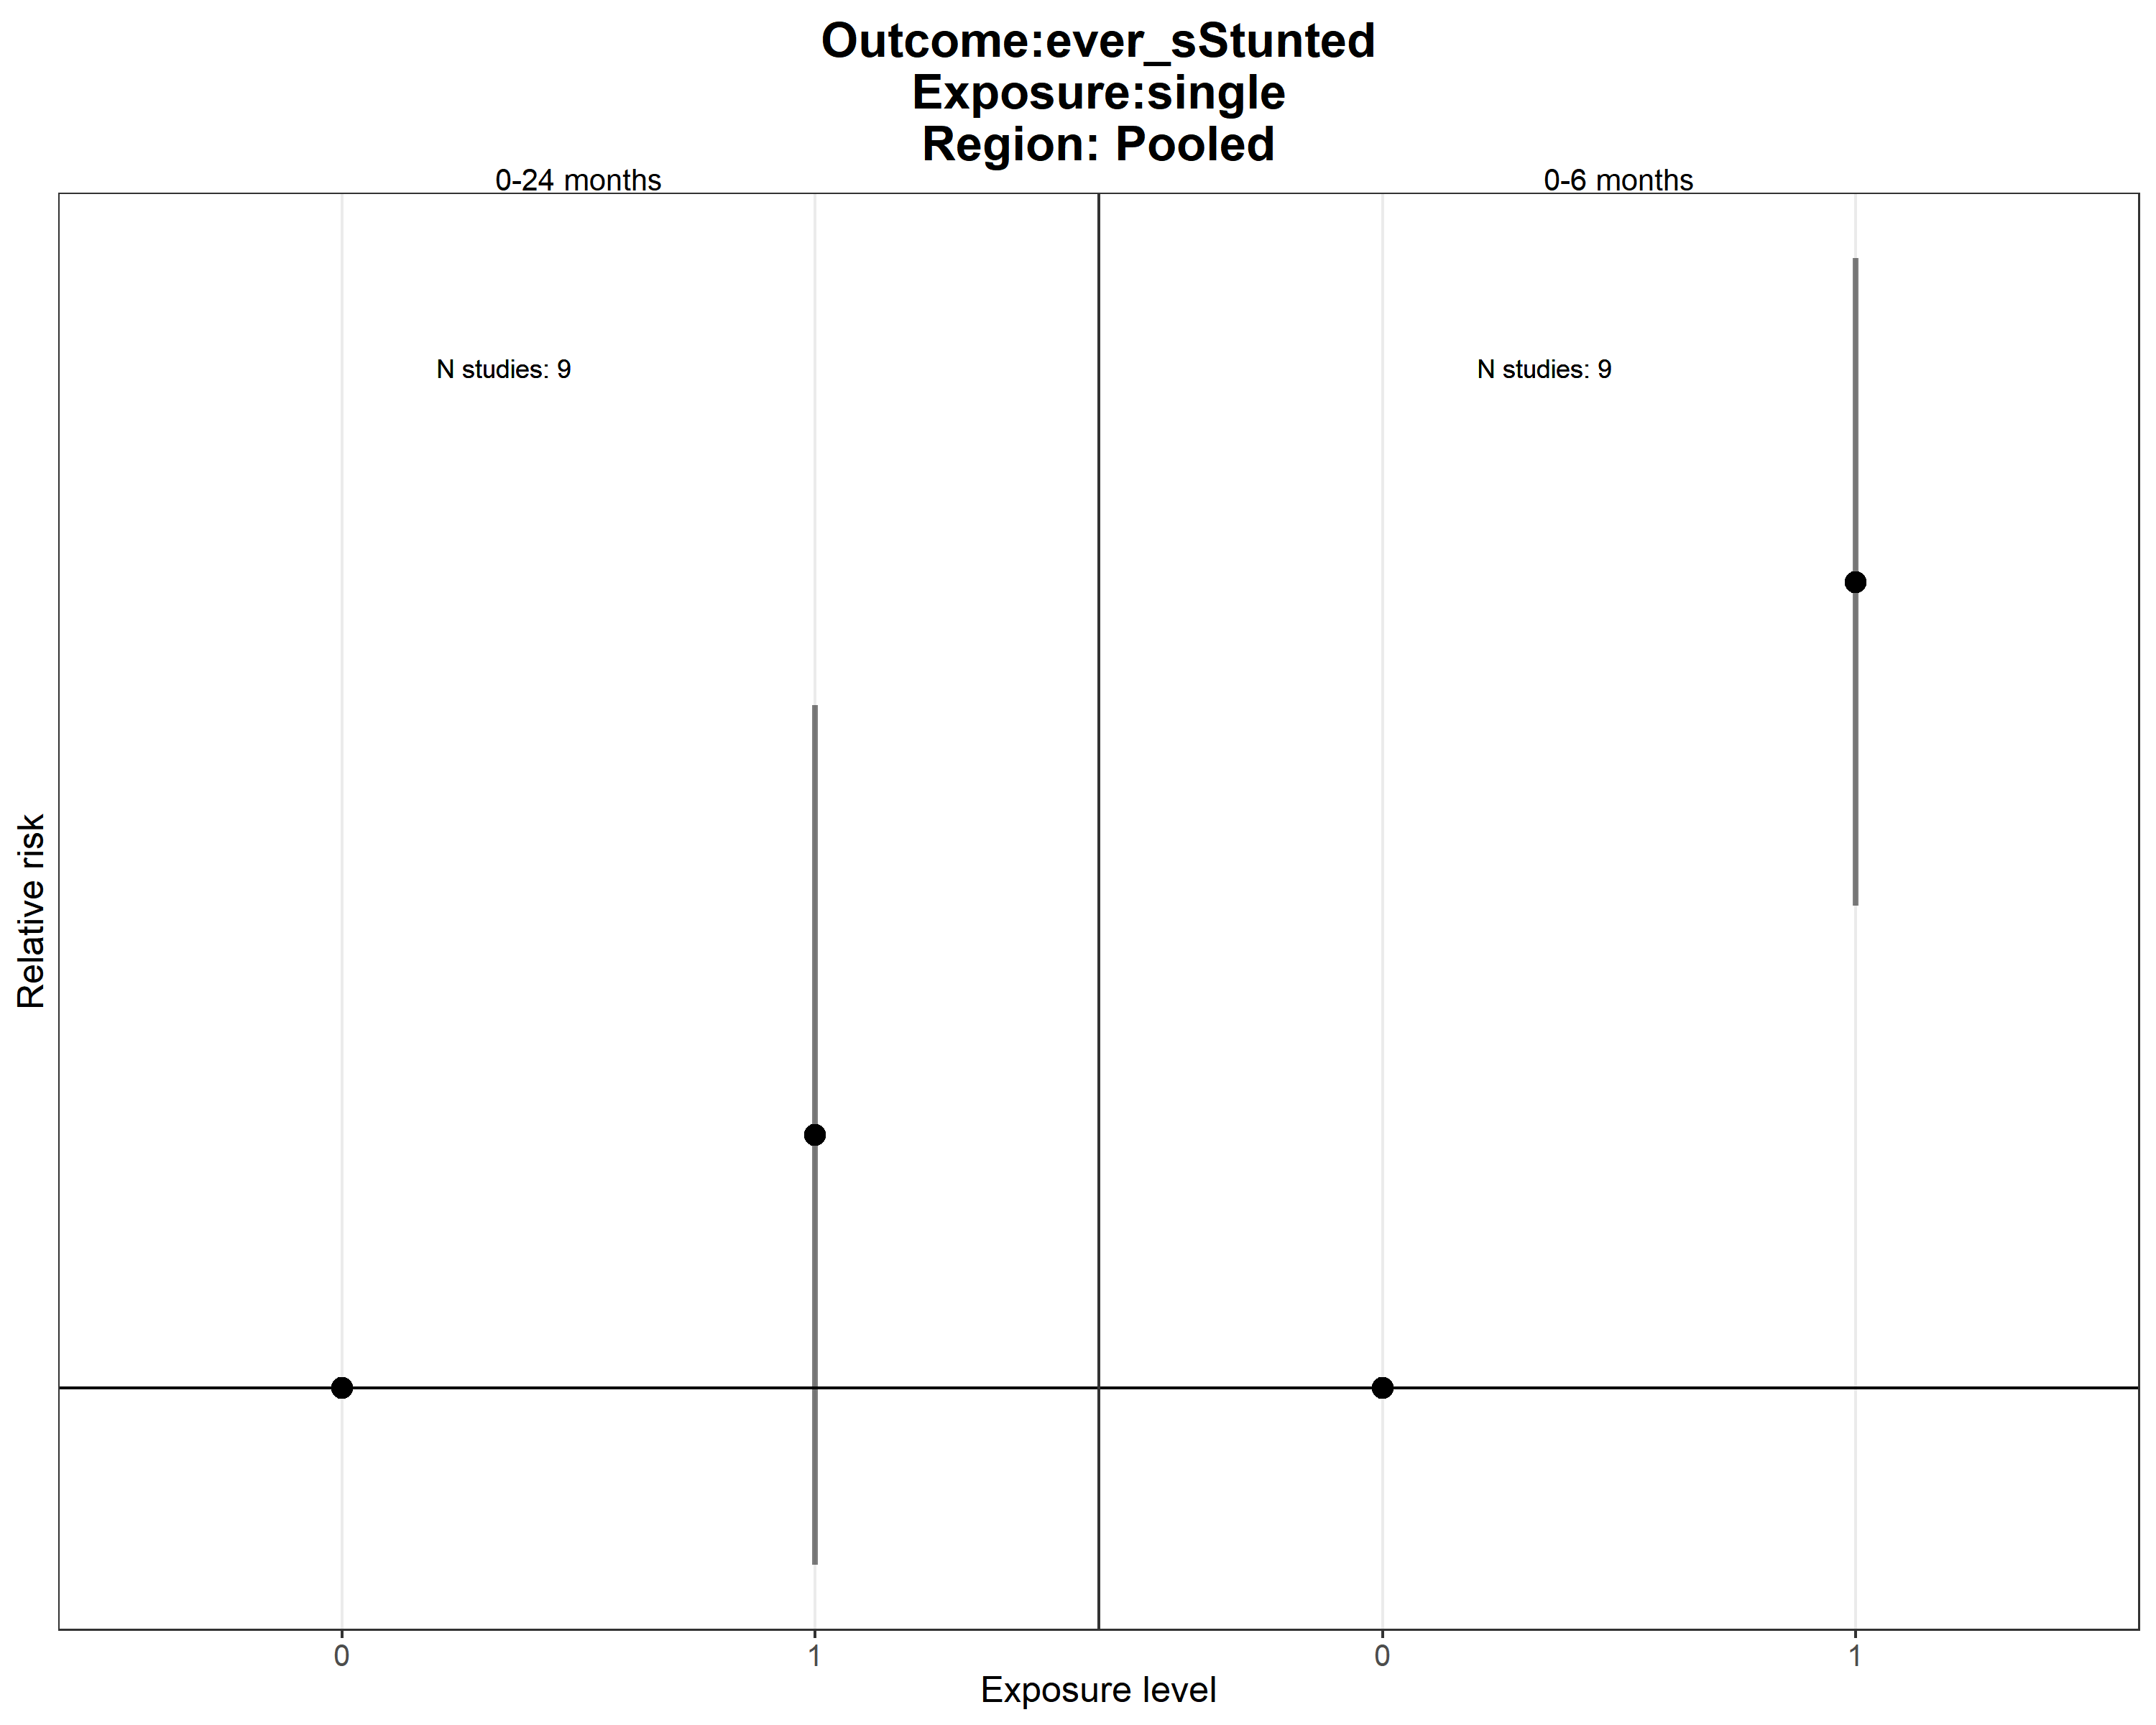 Outcome:ever_sStunted
Exposure:single
Region: Pooled
0-24 months
0-6 months
N studies: 9
N studies: 9
Relative risk
0
1
0
1
Exposure level